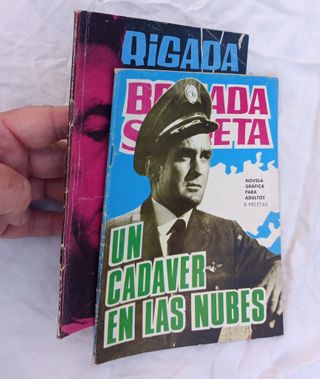 RIGADA
BRIGADA
SECRETA
NOVELA
GRÁFICA
PARA
ADULTOS
8 PESETAS
UN
CADAVER
EN LAS NUBES